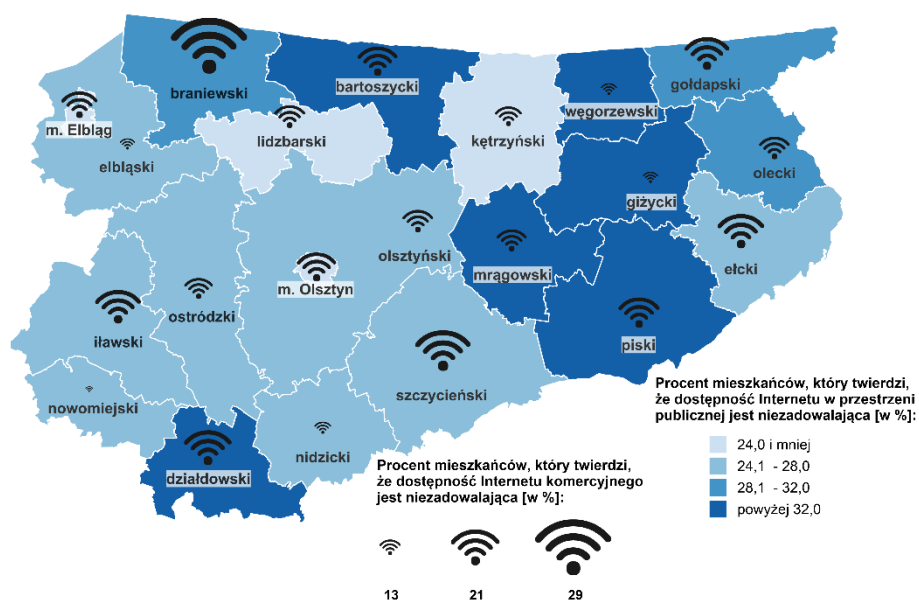 braniewski
bartoszycki
gołdapski
m. Elbląg
lidzbarski
kętrzyński
węgorzewski
elbląski
olecki
giżycki
olsztyński
mrągowski
ełcki
m. Olsztyn
ostródzki
iławski
piski
szczycieński
nowomiejski
nidzicki
działdowski
Procent mieszkańców, który twierdzi,
że dostępność Internetu w przestrzeni
publicznej jest niezadowalająca [w %]:
24,0 i mniej
24,1 - 28,0
28,1 - 32,0
powyżej 32,0
Procent mieszkańców, który twierdzi,
że dostępność Internetu komercyjnego
jest niezadowalająca [w %]:
13 21 29